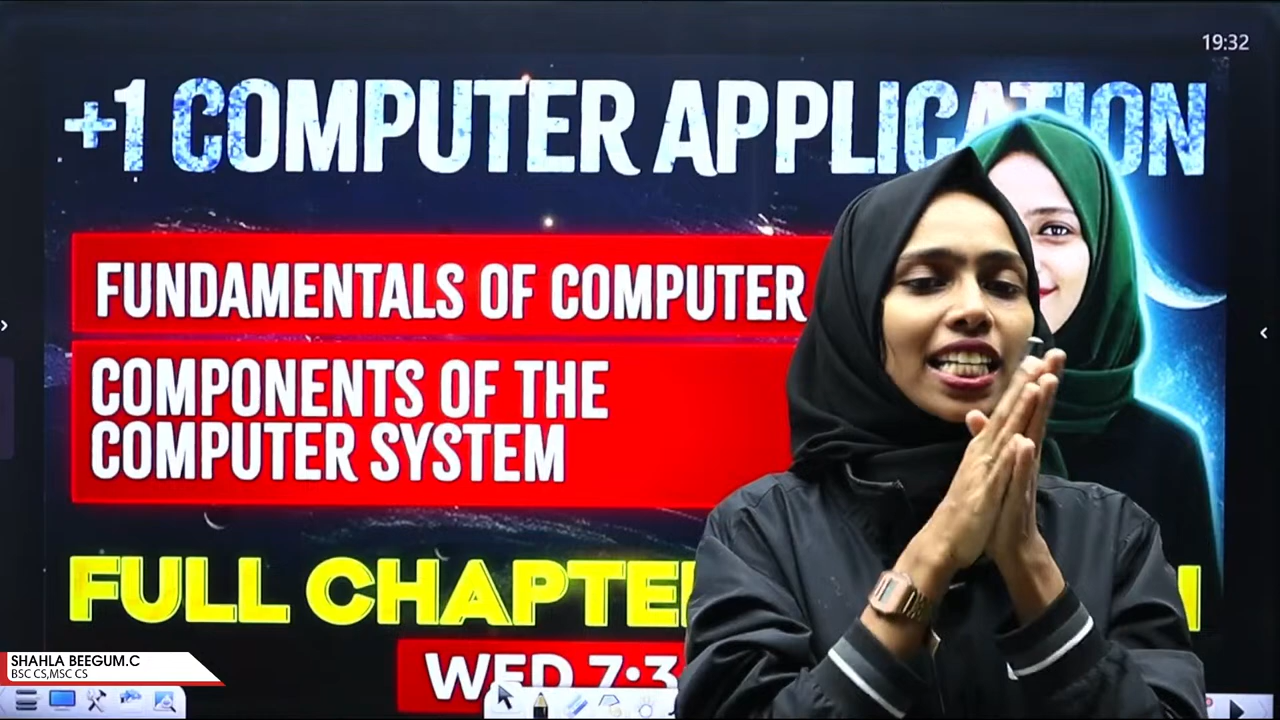 19:32
+1 COMPUTER APPLICATION
FUNDAMENTALS OF COMPUTER
COMPONENTS OF THE
COMPUTER SYSTEM
FULL CHAPTE
WED 7:3
SHAHLA BEEGUM.C
BSC CS,MSC CS